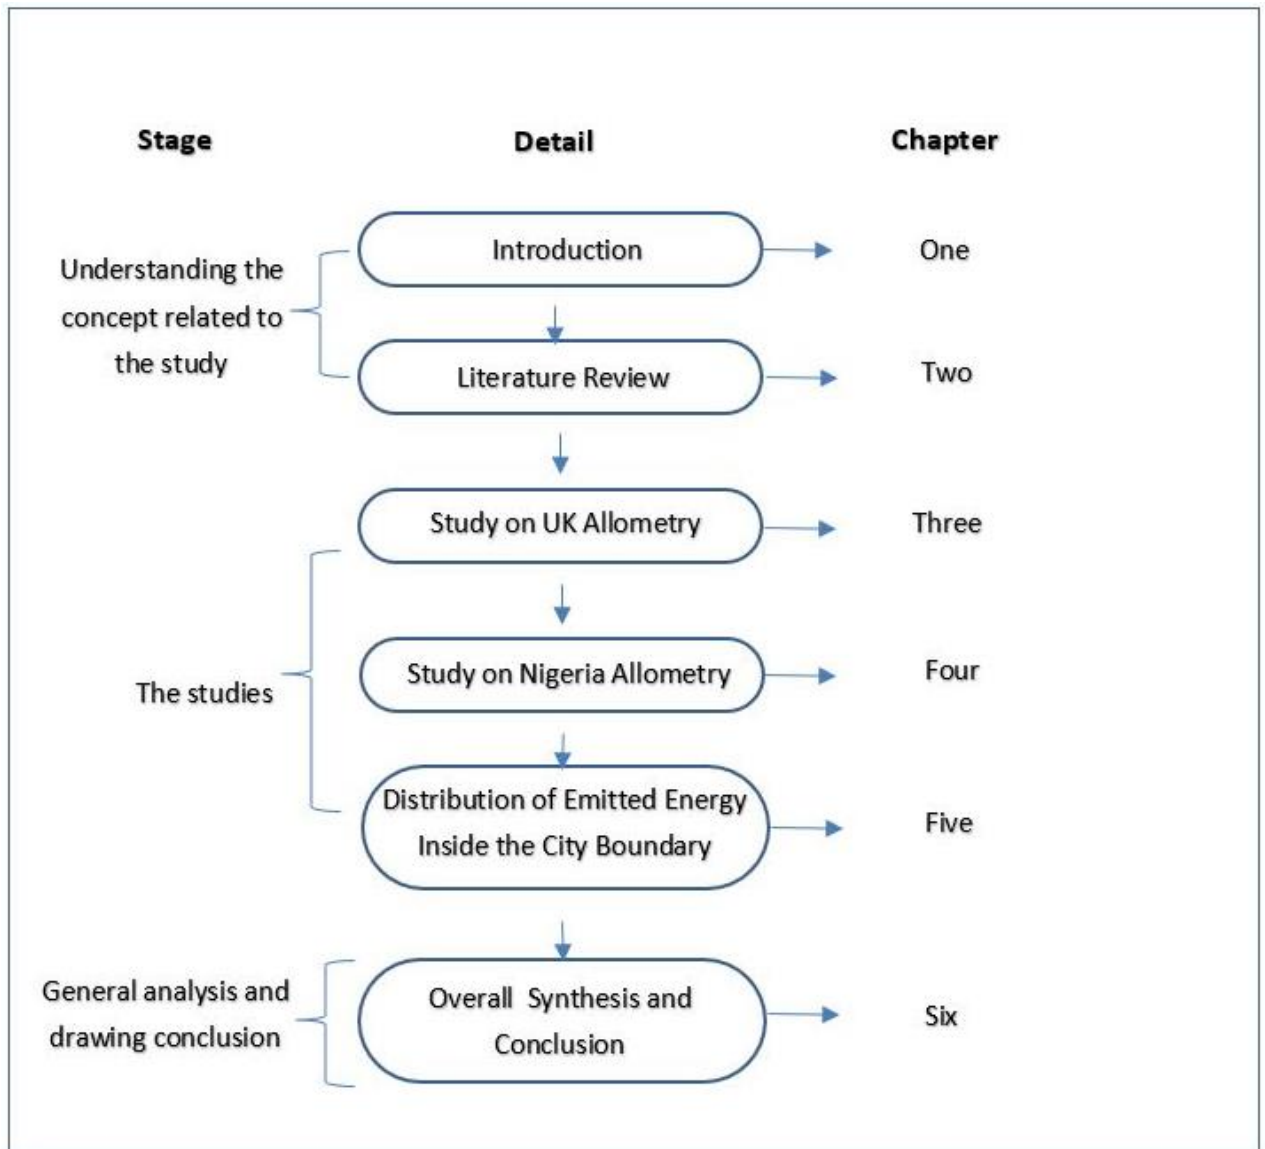 Stage Detail Chapter
Understanding the
concept related to
the study
Introduction
One
Literature Review
Two
The studies
Study on UK Allometry
Three
Study on Nigeria Allometry
Four
Distribution of Emitted Energy
Inside the City Boundary
Five
General analysis and
drawing conclusion
Overall Synthesis and
Conclusion
Six